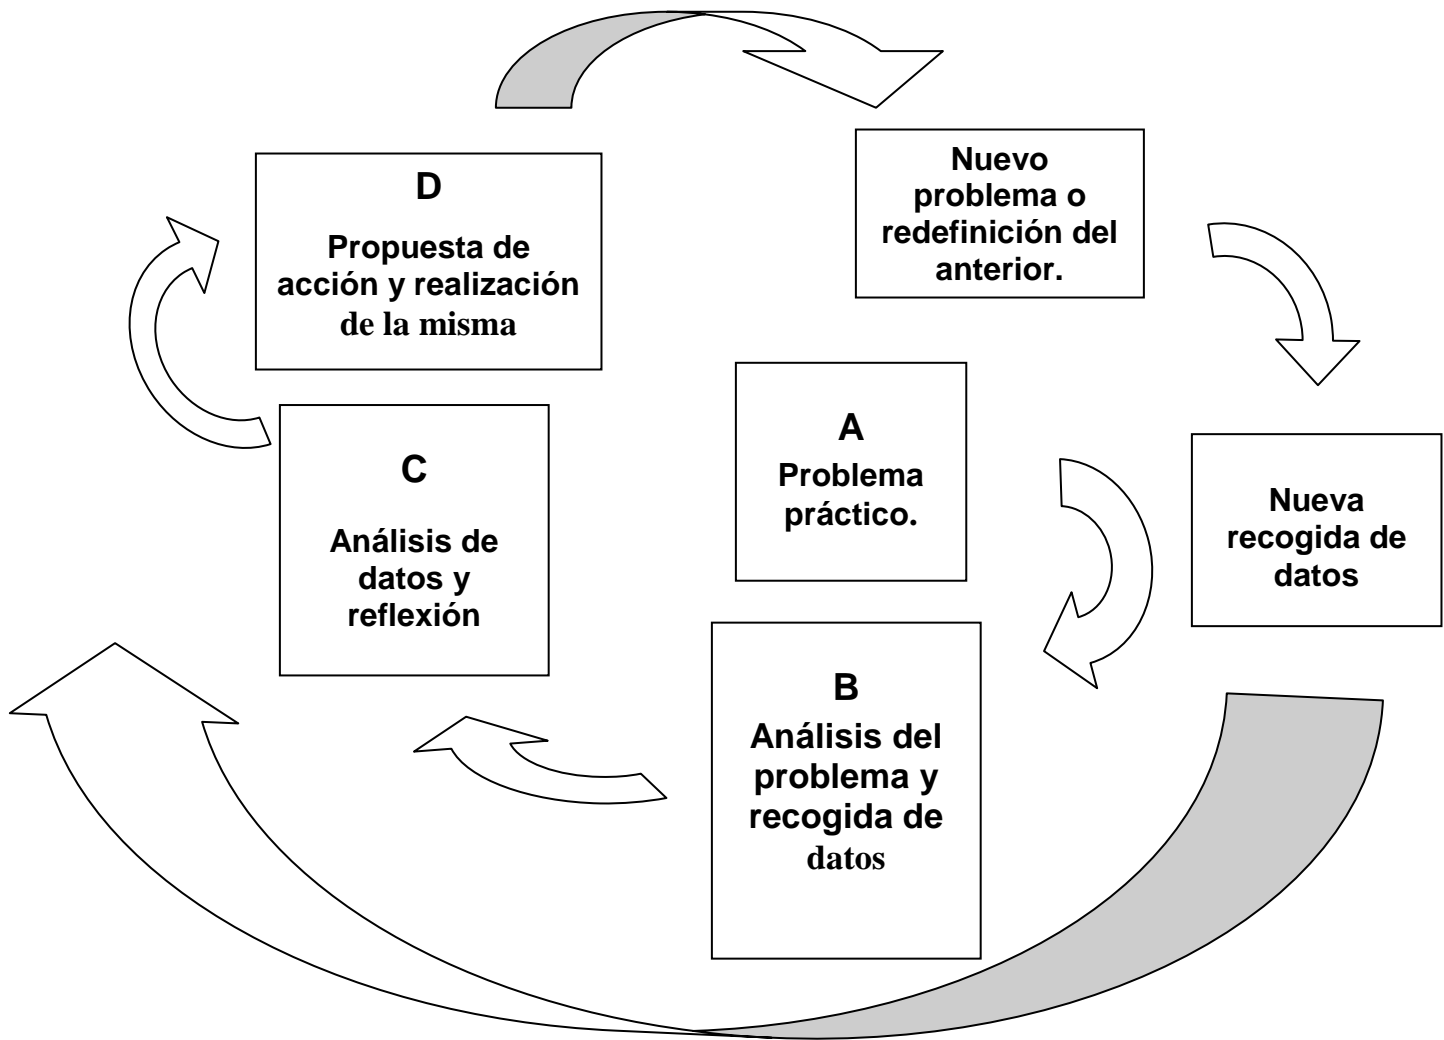 D
Propuesta de
acción y realización
de la misma
Nuevo
problema o
redefinición del
anterior.
A
Problema
práctico.
C
Análisis de
datos y
reflexión
Nueva
recogida de
datos
B
Análisis del
problema y
recogida de
datos